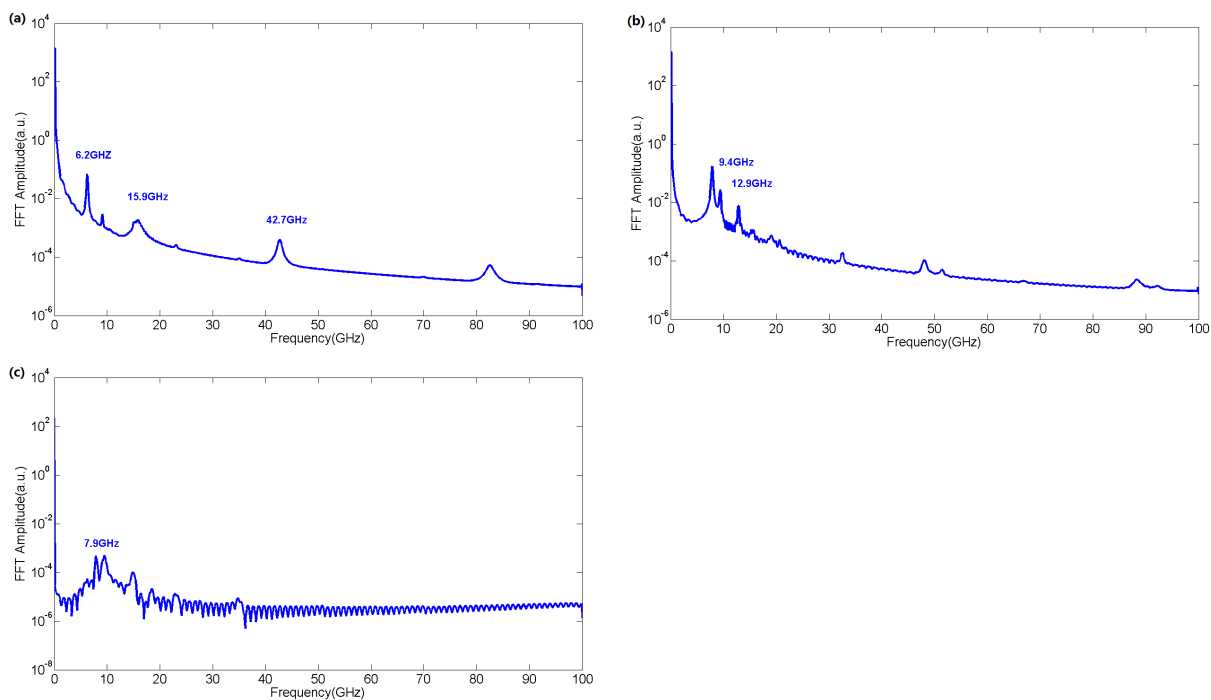 (a)
10^4
10^2
10^0
10^-2
10^-4
10^-6
FFT Amplitude(a.u.)
6.2GHZ
15.9GHz
42.7GHz
0 10 20 30 40 50 60 70 80 90 100
Frequency(GHz)
(b)
10^4
10^2
10^0
10^-2
10^-4
10^-6
FFT Amplitude(a.u.)
9.4GHz
12.9GHz
0 10 20 30 40 50 60 70 80 90 100
Frequency(GHz)
(c)
10^4
10^2
10^0
10^-2
10^-4
10^-6
10^-8
FFT Amplitude(a.u.)
7.9GHz
0 10 20 30 40 50 60 70 80 90 100
Frequency(GHz)